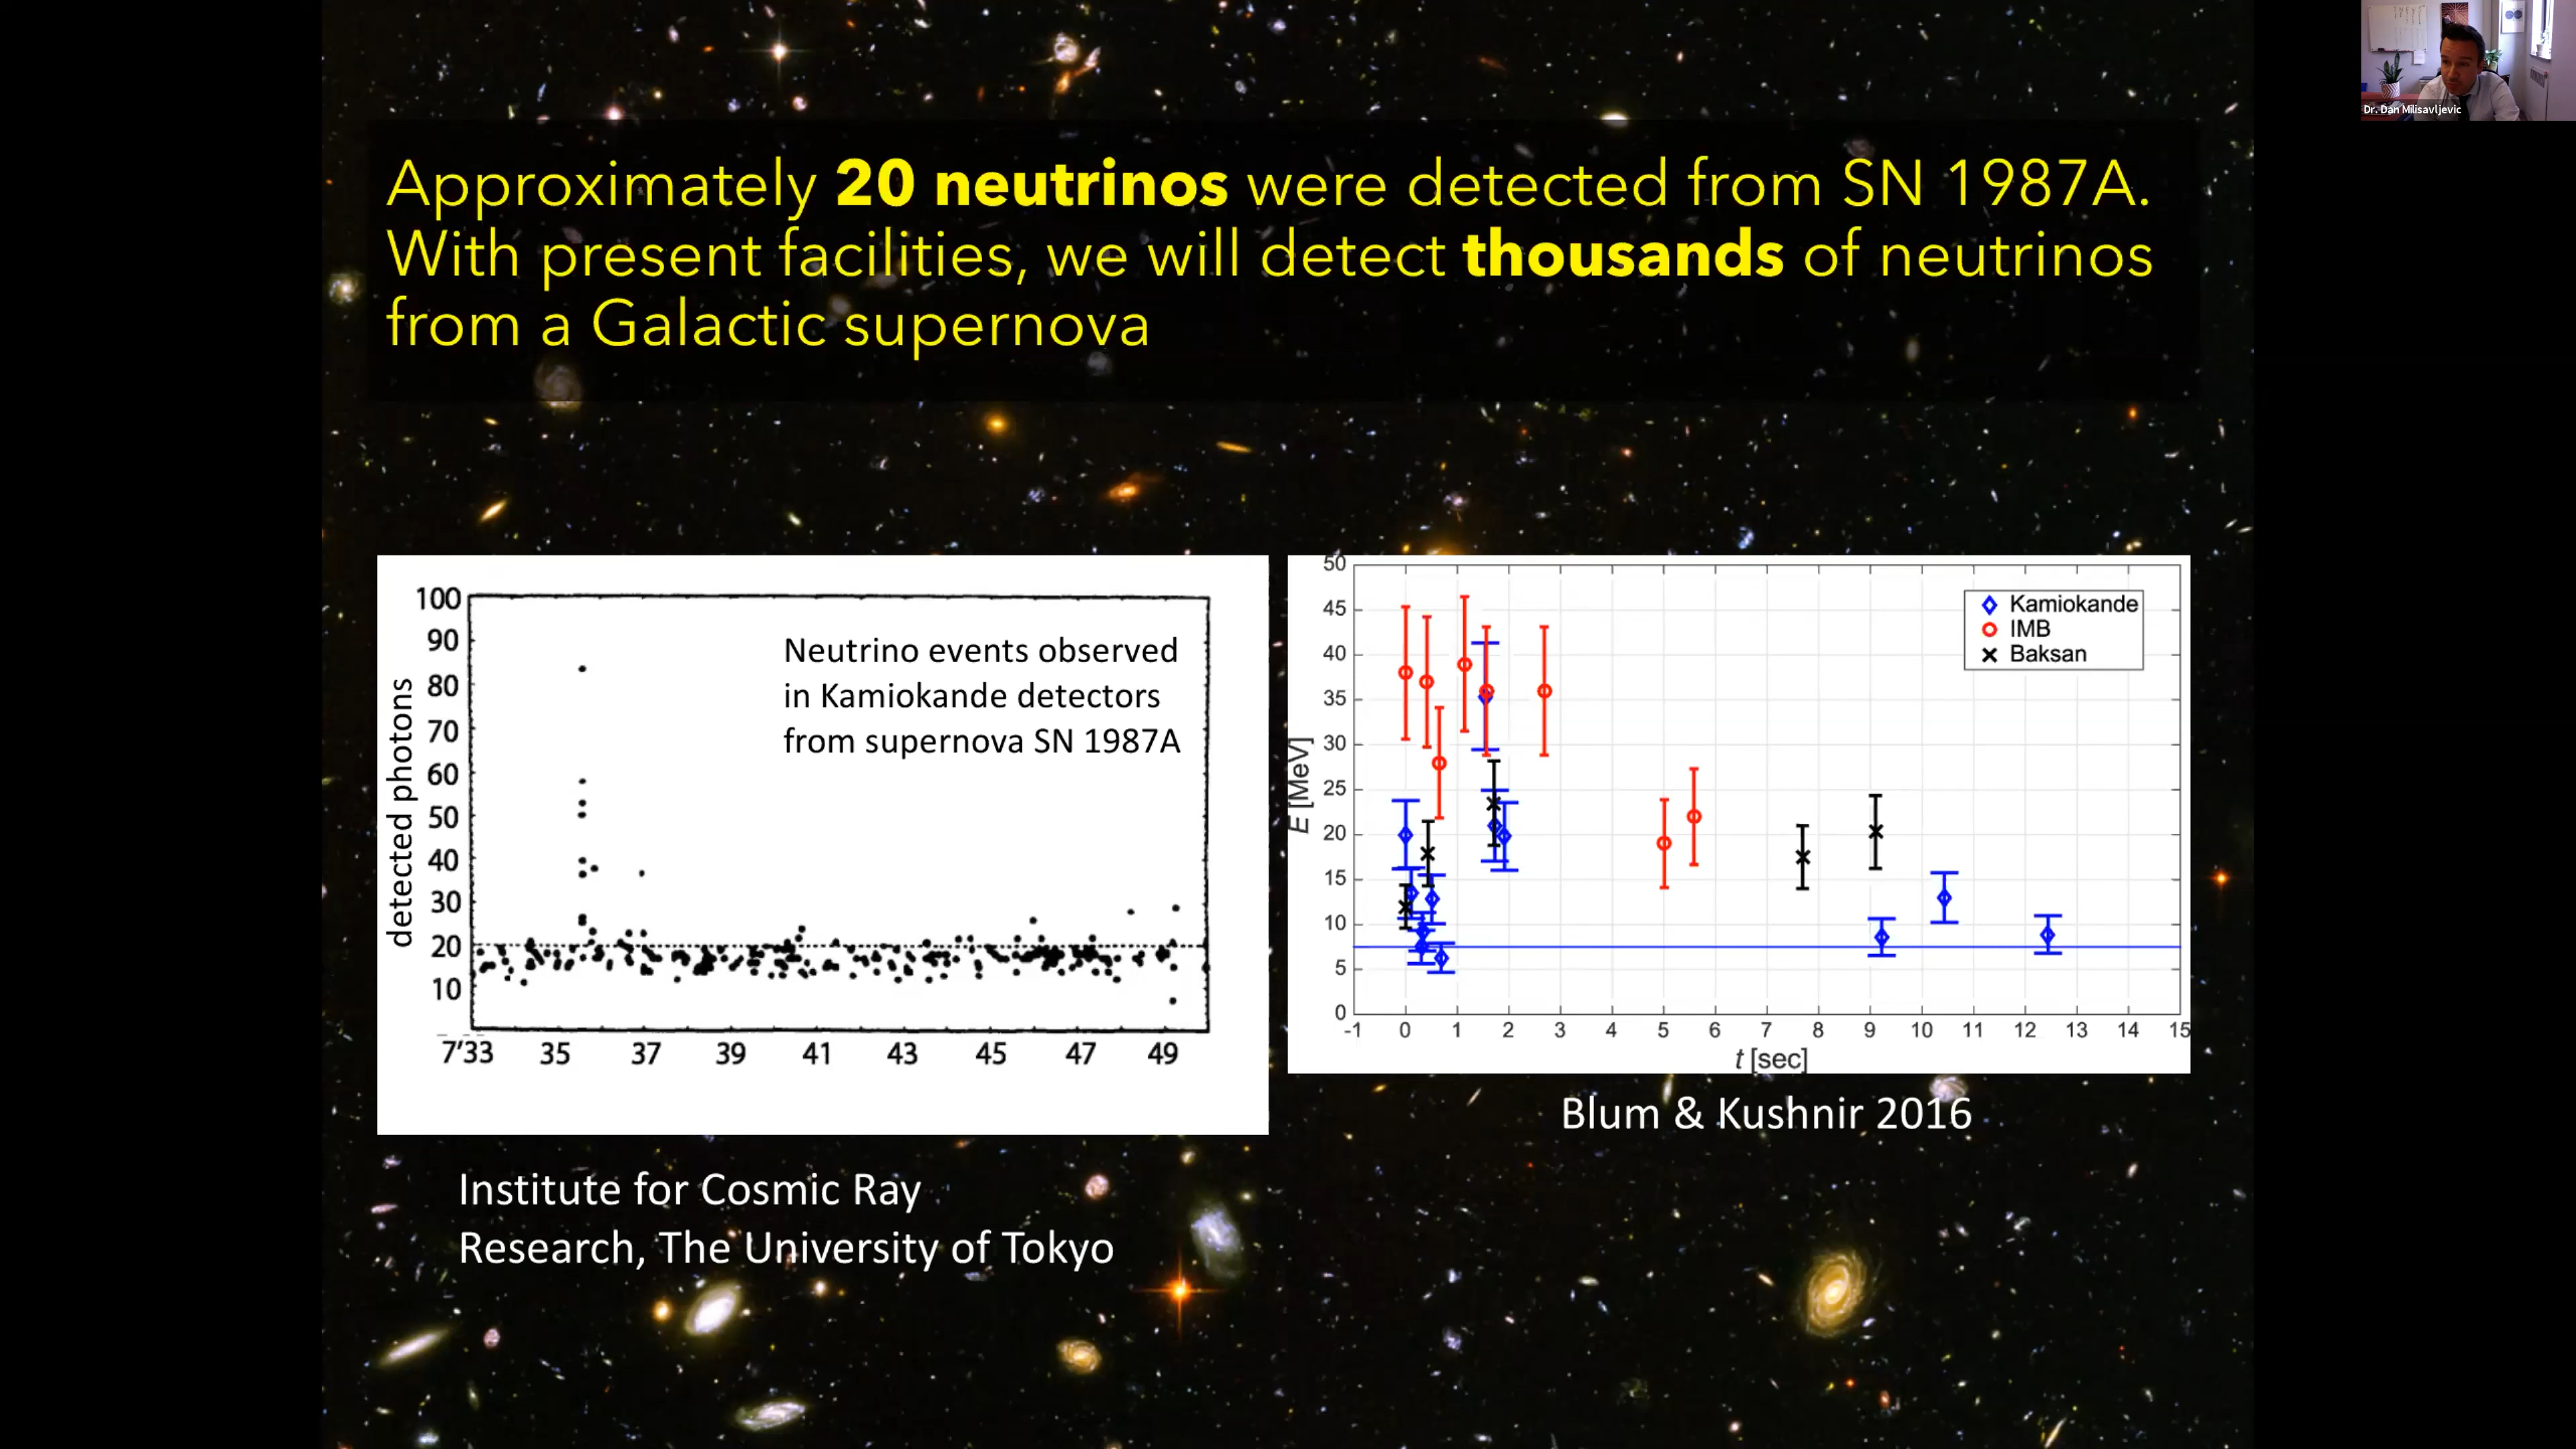 Dr. Dan Milisavljevic
Approximately 20 neutrinos were detected from SN 1987A.
With present facilities, we will detect thousands of neutrinos
from a Galactic supernova
detected photons
100
90
80
70
60
50
40
30
20
10
Neutrino events observed
in Kamiokande detectors
from supernova SN 1987A
7'33 35 37 39 41 43 45 47 49
Institute for Cosmic Ray
Research, The University of Tokyo
E [MeV]
50
45
40
35
30
25
20
15
10
5
0
Kamiokande
IMB
Baksan
-1 0 1 2 3 4 5 6 7 8 9 10 11 12 13 14 15
t [sec]
Blum & Kushnir 2016